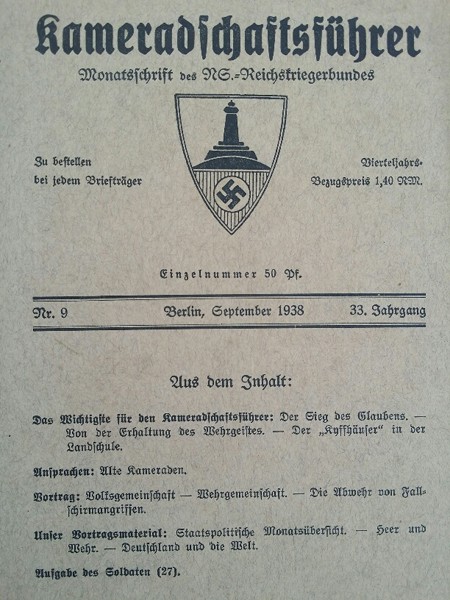 Kameradschaftsführer
Monatsschrift des NS.-Reichskriegerbundes
Zu bestellen
bei jedem Briefträger
Vierteljahrs-
Bezugspreis 1,40 RM.
Einzelnummer 50 Pf.
Nr. 9 Berlin, September 1938 33. Jahrgang
Aus dem Inhalt:
Das Wichtigste für den Kameradschaftsführer: Der Sieg des Glaubens. —
Von der Erhaltung des Wehrgeistes. — Der „Kyffhäuser" in der
Landschule.
Ansprachen: Alte Kameraden.
Vortrag: Volksgemeinschaft — Wehrgemeinschaft. — Die Abwehr von Fall-
schirmangriffen.
Unser Vortragsmaterial: Staatspolitische Monatsübersicht. — Heer und
Wehr. — Deutschland und die Welt.
Aufgabe des Soldaten (27).